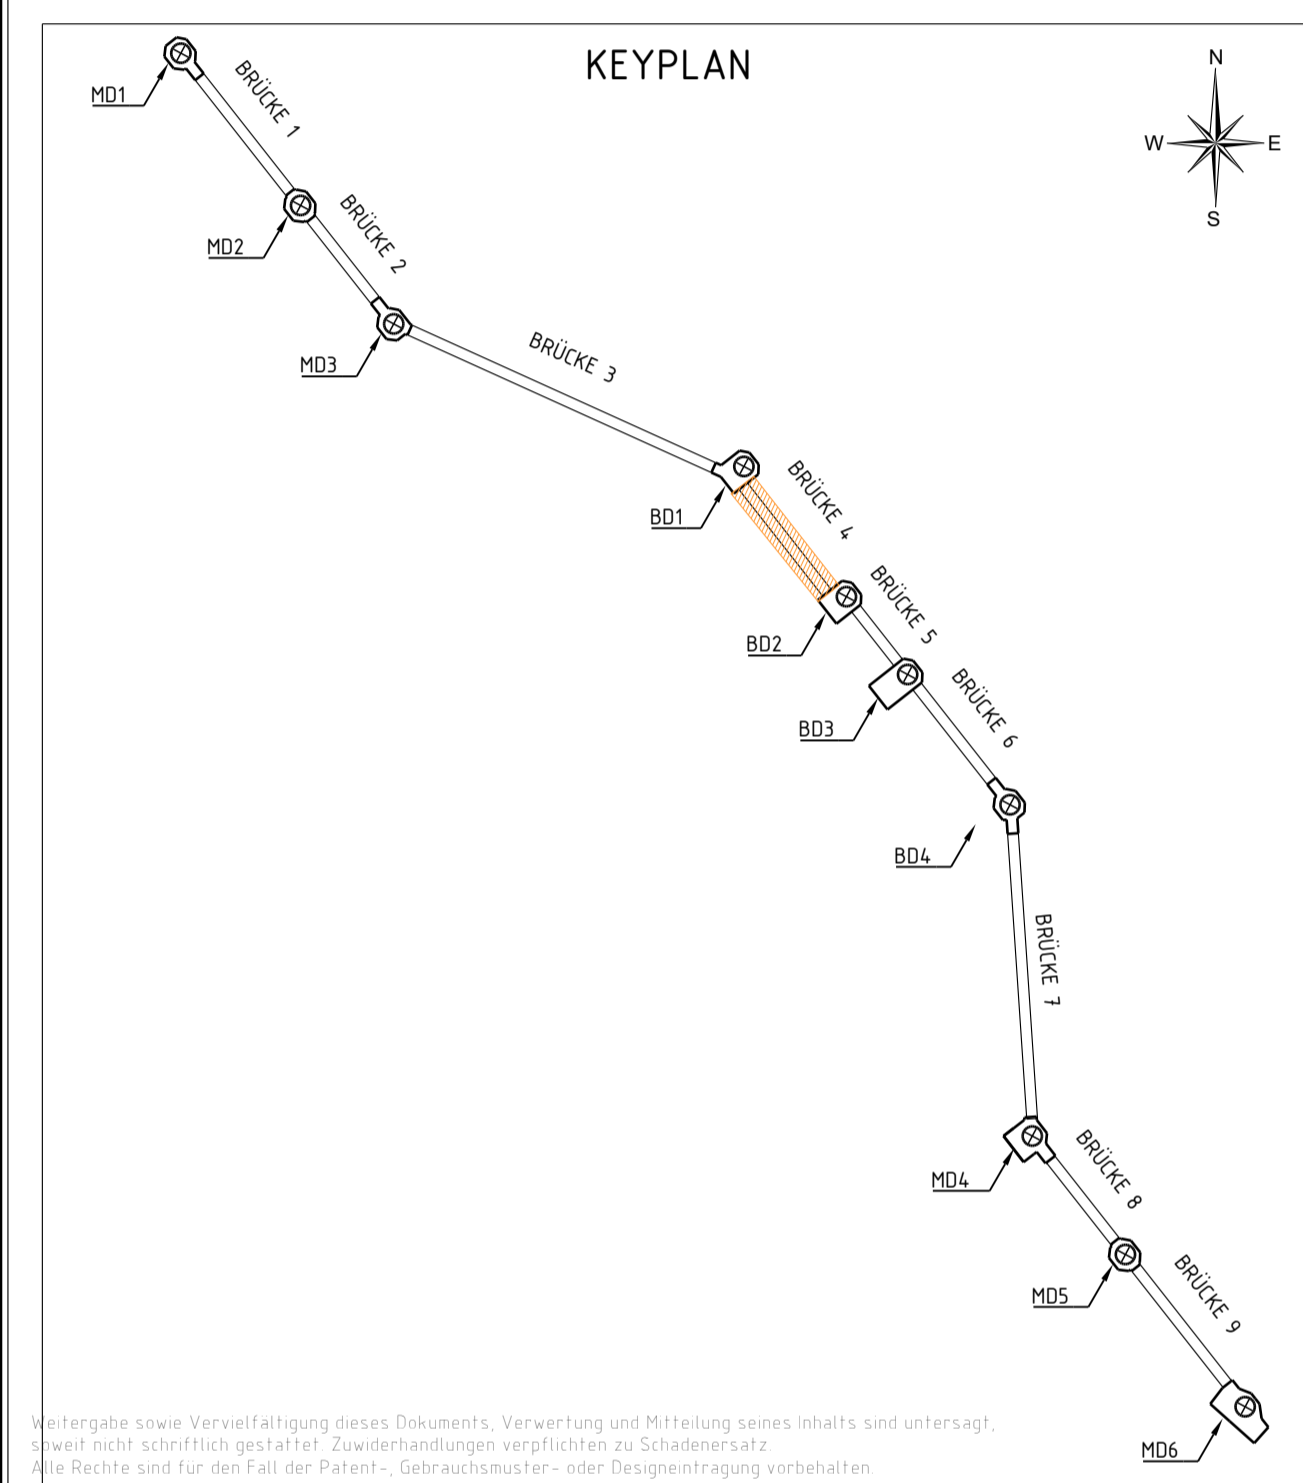 KEYPLAN
N
W
E
S
MD1
BRÜCKE 1
MD2
BRÜCKE 2
MD3
BRÜCKE 3
BD1
BRÜCKE 4
BD2
BRÜCKE 5
BD3
BRÜCKE 6
BD4
BRÜCKE 7
MD4
BRÜCKE 8
MD5
BRÜCKE 9
MD6
Weitergabe sowie Vervielfältigung dieses Dokuments, Verwertung und Mitteilung seines Inhalts sind untersagt,
soweit nicht schriftlich gestattet. Zuwiderhandlungen verpflichten zu Schadenersatz.
Alle Rechte sind für den Fall der Patent-, Gebrauchsmuster- oder Designeintragung vorbehalten.